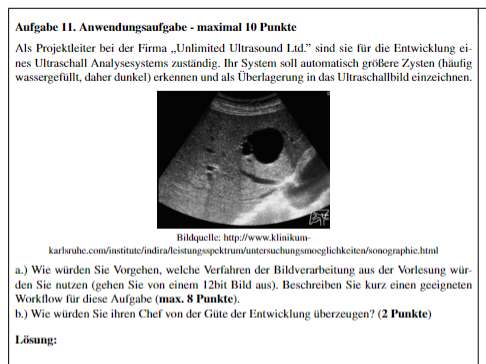 Aufgabe 11. Anwendungsaufgabe - maximal 10 Punkte
Als Projektleiter bei der Firma „Unlimited Ultrasound Ltd.” sind sie für die Entwicklung ei-
nes Ultraschall Analysesystems zuständig. Ihr System soll automatisch größere Zysten (häufig
wassergefüllt, daher dunkel) erkennen und als Überlagerung in das Ultraschallbild einzeichnen.
Bildquelle: http://www.klinikum-
karlsruhe.com/institute/indira/leistungsspektrum/untersuchungsmoeglichkeiten/sonographie.html
a.) Wie würden Sie Vorgehen, welche Verfahren der Bildverarbeitung aus der Vorlesung wür-
den Sie nutzen (gehen Sie von einem 12bit Bild aus). Beschreiben Sie kurz einen geeigneten
Workflow für diese Aufgabe (max. 8 Punkte).
b.) Wie würden Sie ihren Chef von der Güte der Entwicklung überzeugen? (2 Punkte)
Lösung: